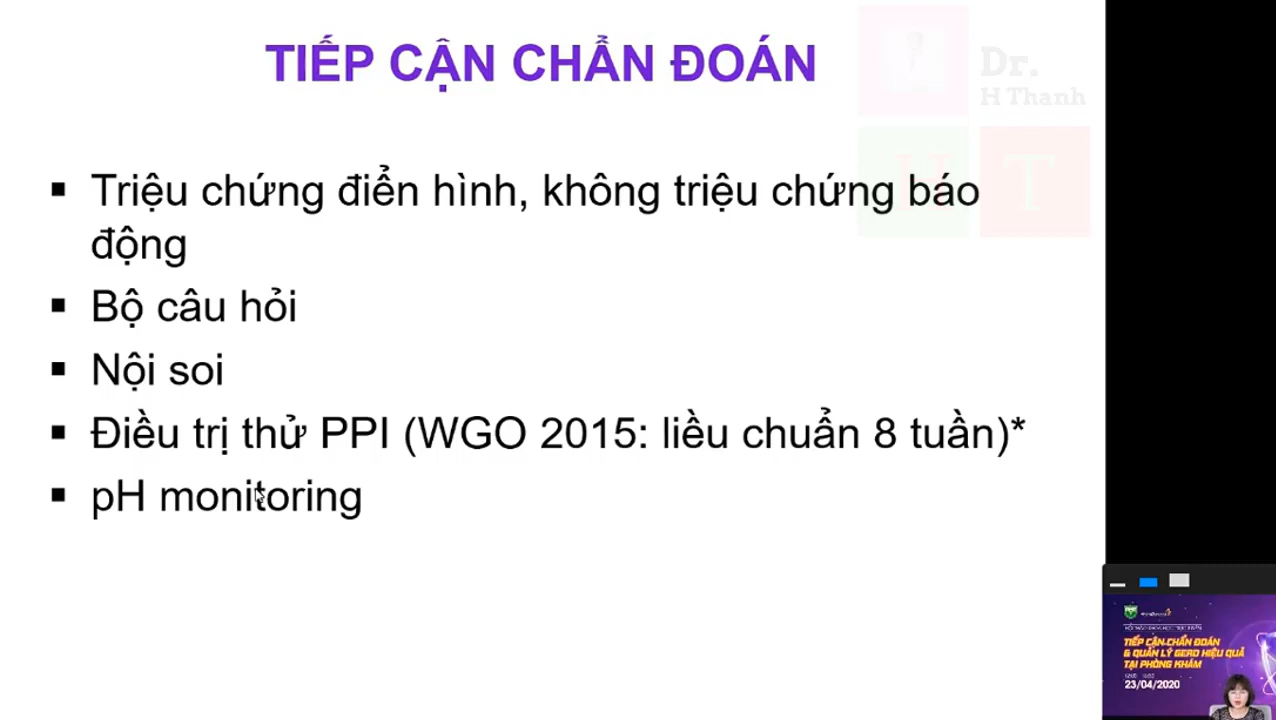 TIẾP CẬN CHẨN ĐOÁN
Dr.
H Thanh
H T
▪ Triệu chứng điển hình, không triệu chứng báo
động
▪ Bộ câu hỏi
▪ Nội soi
▪ Điều trị thử PPI (WGO 2015: liều chuẩn 8 tuần)*
▪ pH monitoring
TIẾP CẬN CHẨN ĐOÁN
& QUẢN LÝ GERD HIỆU QUẢ
TẠI PHÒNG KHÁM
23/04/2020